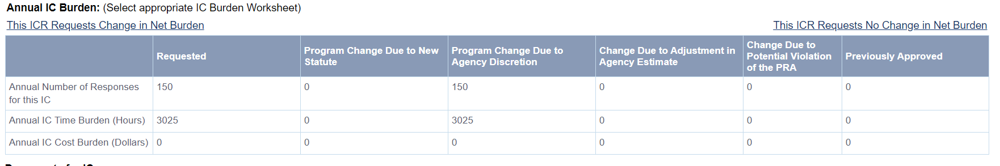 Annual IC Burden: (Select appropriate IC Burden Worksheet)
This ICR Requests Change in Net Burden
This ICR Requests No Change in Net Burden
Requested
Program Change Due to New
Statute
Program Change Due to
Agency Discretion
Change Due to Adjustment in
Agency Estimate
Change Due to
Potential Violation
of the PRA
Previously Approved
Annual Number of Responses
for this IC
150
0
150
0
0
0
Annual IC Time Burden (Hours)
3025
0
3025
0
0
0
Annual IC Cost Burden (Dollars)
0
0
0
0
0
0